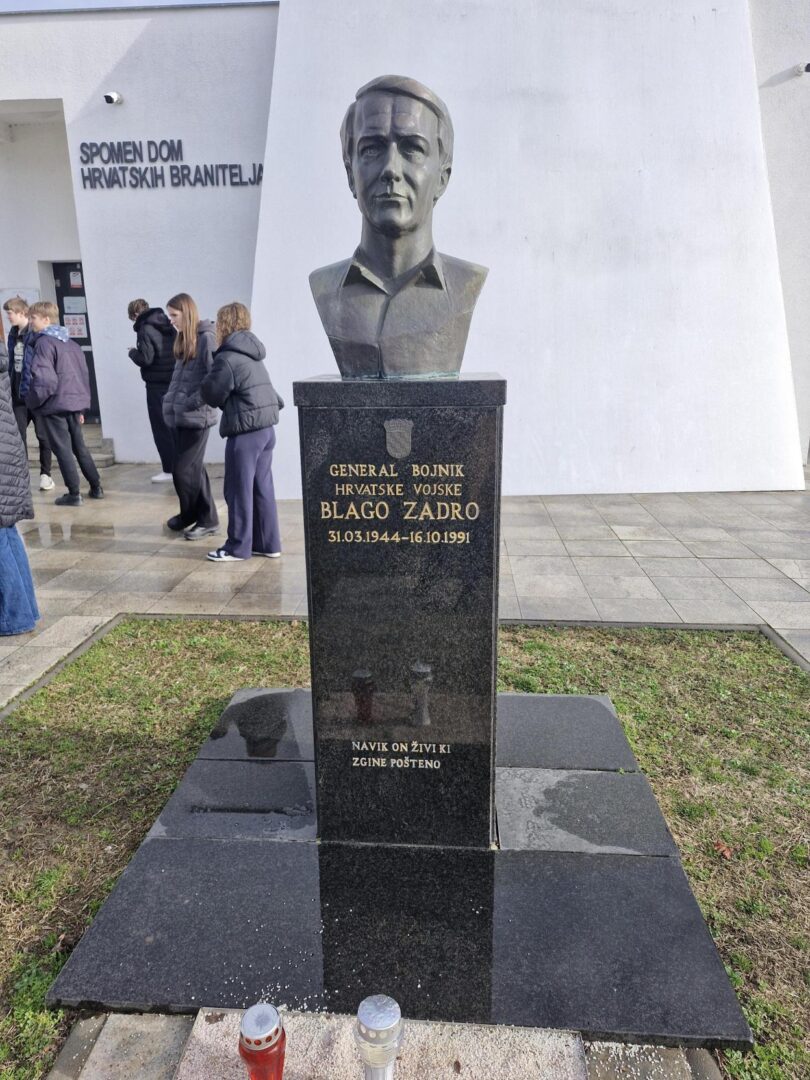 SPOMEN DOM
HRVATSKIH BRANITELJA
GENERAL BOJNIK
HRVATSKE VOJSKE
BLAGO ZADRO
31.03.1944-16.10.1991
NAVIK ON ŽIVI KI
ZGINE POŠTENO